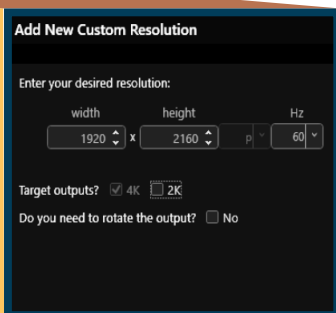 Add New Custom Resolution
Enter your desired resolution:
width height Hz
1920 x 2160 p 60
Target outputs? 4K 2K
Do you need to rotate the output? No